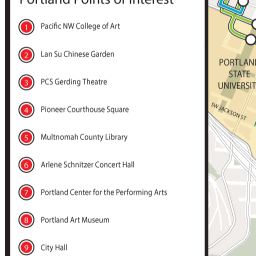 Portland Points of Interest
1 Pacific NW College of Art
2 Lan Su Chinese Garden
3 PCS Gerding Theatre
4 Pioneer Courthouse Square
5 Multnomah County Library
6 Arlene Schnitzer Concert Hall
7 Portland Center for the Performing Arts
8 Portland Art Museum
9 City Hall
PORTLAN
STATE
UNIVERSIT
SW JACKSON ST